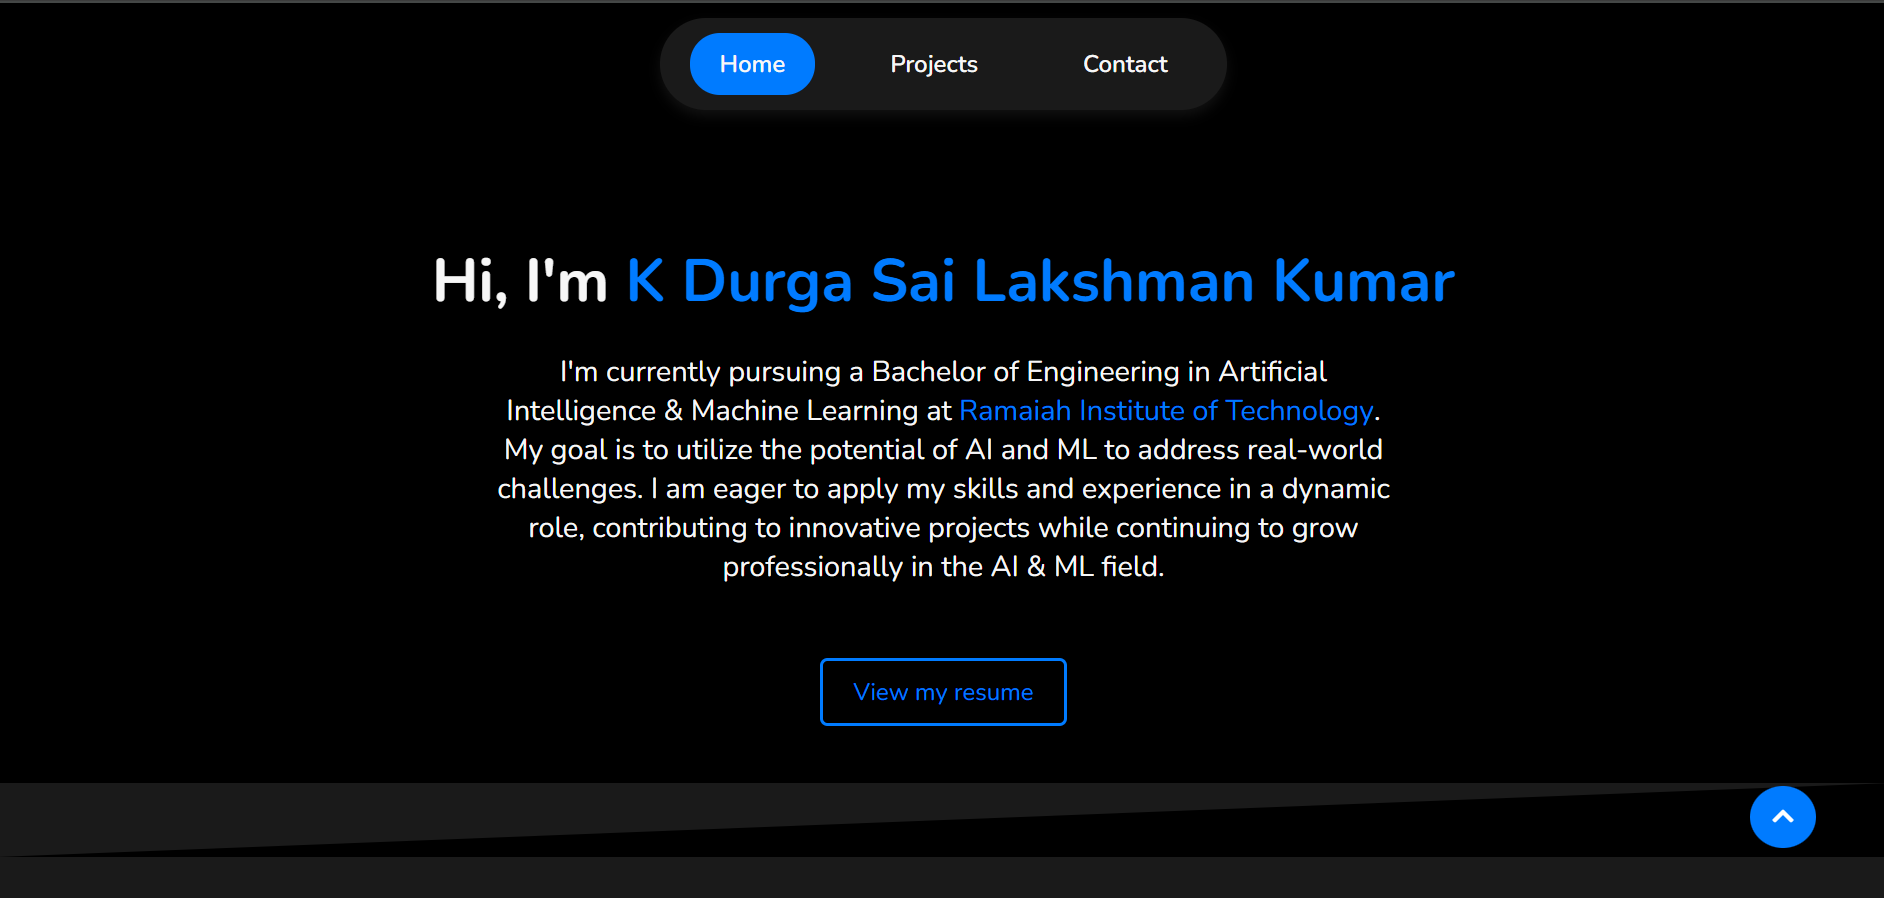 Home Projects Contact
Hi, I'm K Durga Sai Lakshman Kumar
I'm currently pursuing a Bachelor of Engineering in Artificial
Intelligence & Machine Learning at Ramaiah Institute of Technology.
My goal is to utilize the potential of AI and ML to address real-world
challenges. I am eager to apply my skills and experience in a dynamic
role, contributing to innovative projects while continuing to grow
professionally in the AI & ML field.
View my resume